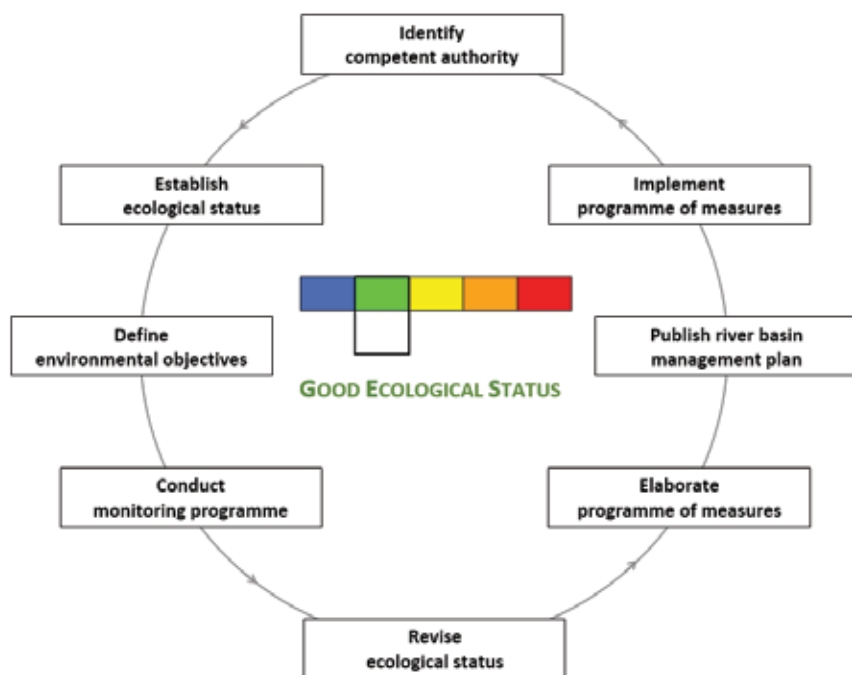 Identify
competent authority
Establish
ecological status
Define
environmental objectives
Conduct
monitoring programme
Revise
ecological status
Elaborate
programme of measures
Publish river basin
management plan
Implement
programme of measures
GOOD ECOLOGICAL STATUS